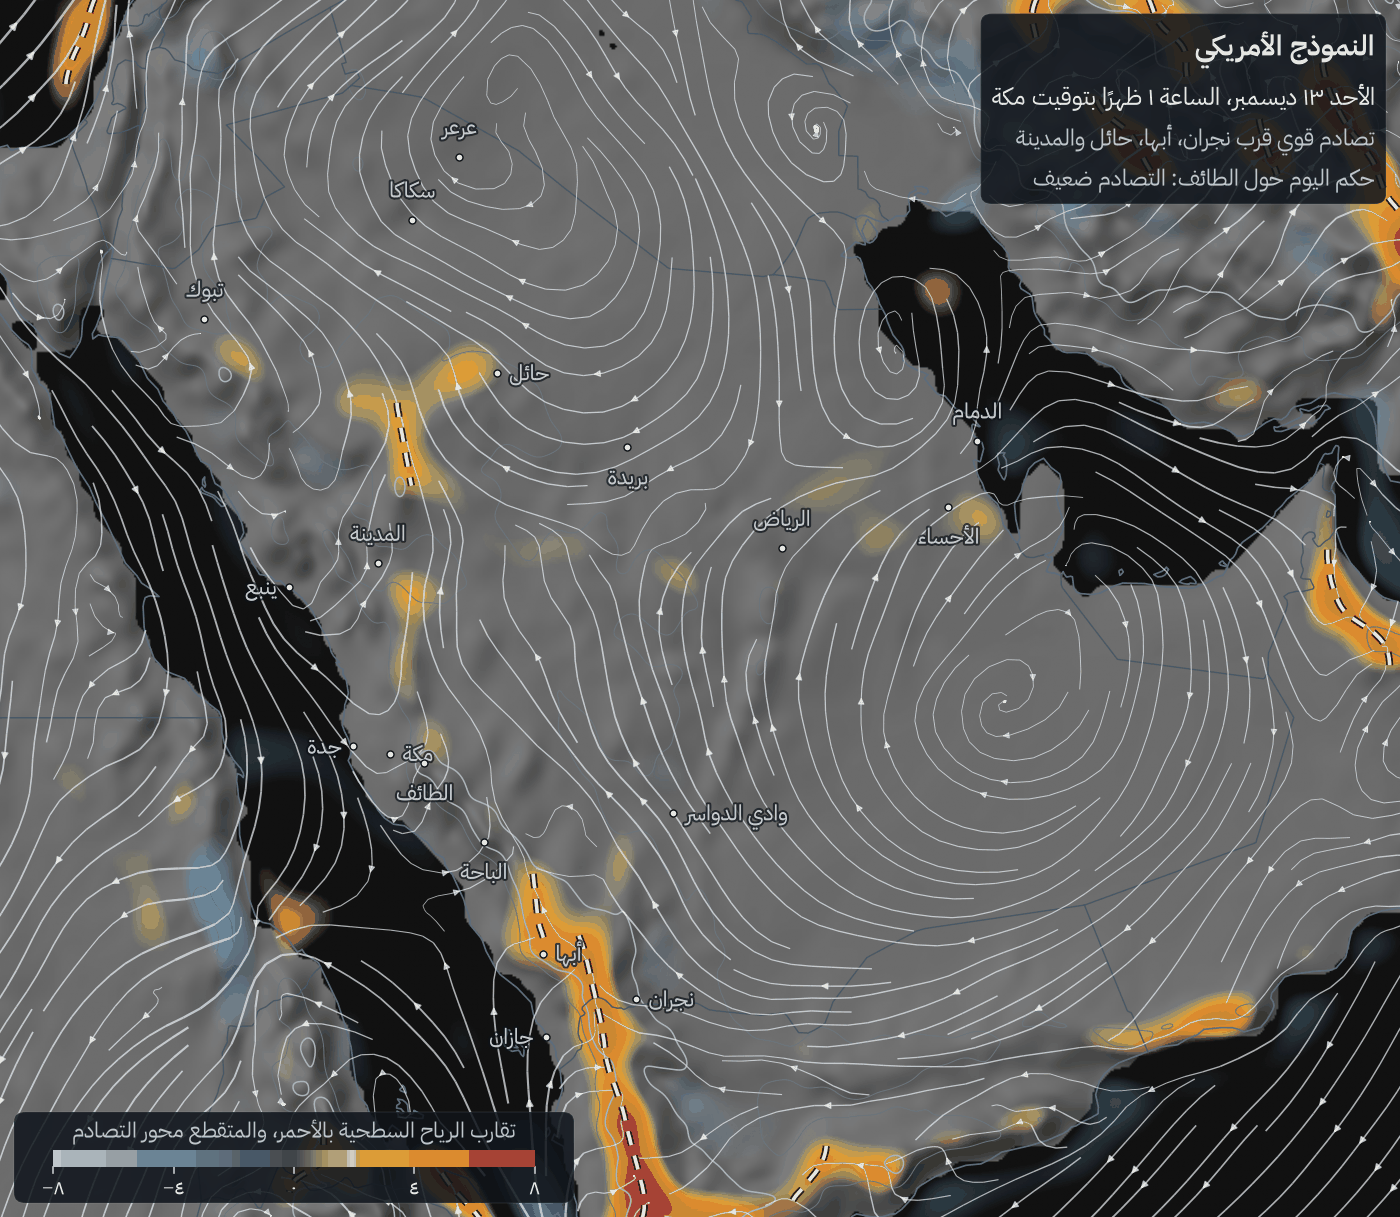 النموذج الأمريكي
الأحد ١٣ ديسمبر، الساعة ١ ظهرًا بتوقيت مكة
تصادم قوي قرب نجران، أبها، حائل والمدينة
حكم اليوم حول الطائف: التصادم ضعيف
عرعر
سكاكا
تبوك
حائل
الدمام
بريدة
الرياض
الأحساء
المدينة
ينبع
جدة
مكة
الطائف
وادي الدواسر
الباحة
أبها
نجران
جازان
تقارب الرياح السطحية بالأحمر، والمتقطع محور التصادم
−٨ −٤ ٠ ٤ ٨